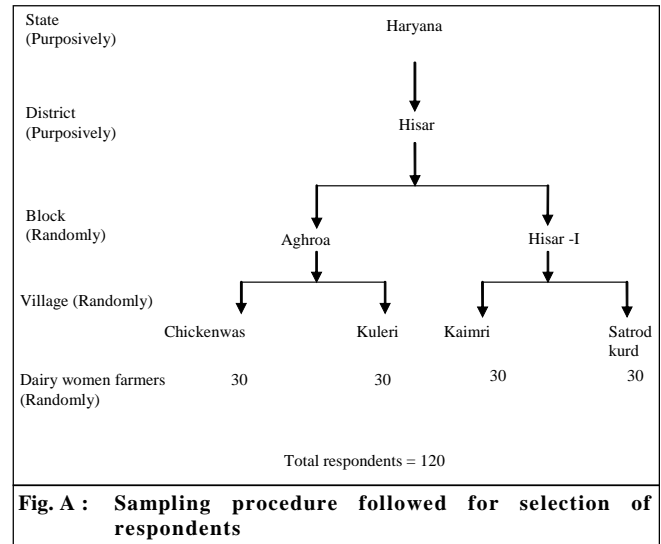 State
(Purposively)
Haryana
District
(Purposively)
Hisar
Block
(Randomly)
Aghroa
Hisar -I
Village (Randomly)
Chickenwas
Kuleri
Kaimri
Satrod
kurd
Dairy women farmers
(Randomly)
30
30
30
30
Total respondents = 120
Fig. A : Sampling procedure followed for selection of
respondents